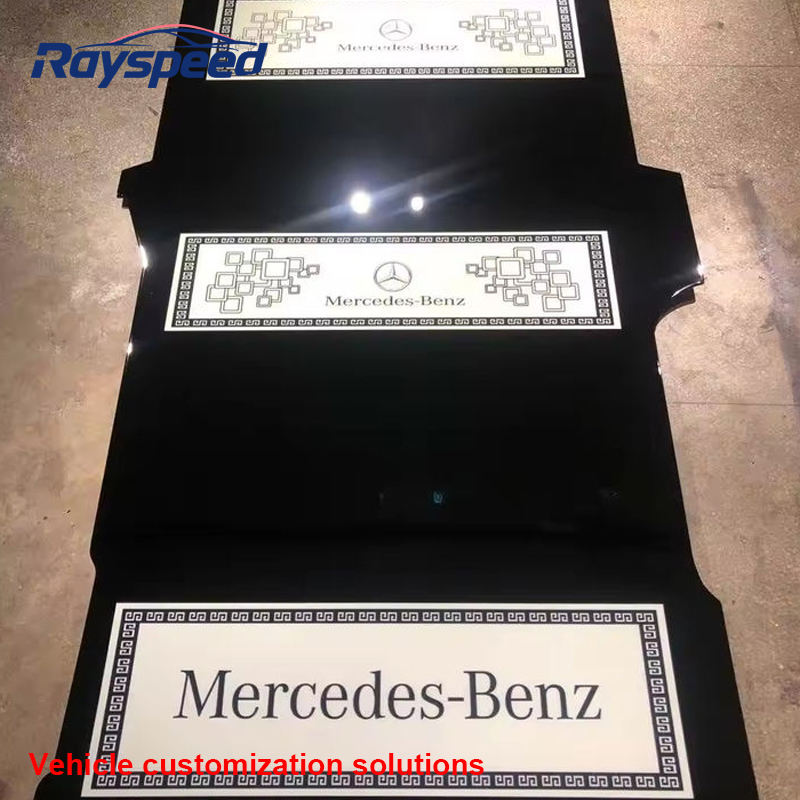 Rayspeed
Mercedes-Benz
Mercedes-Benz
Mercedes-Benz
Vehicle customization solutions